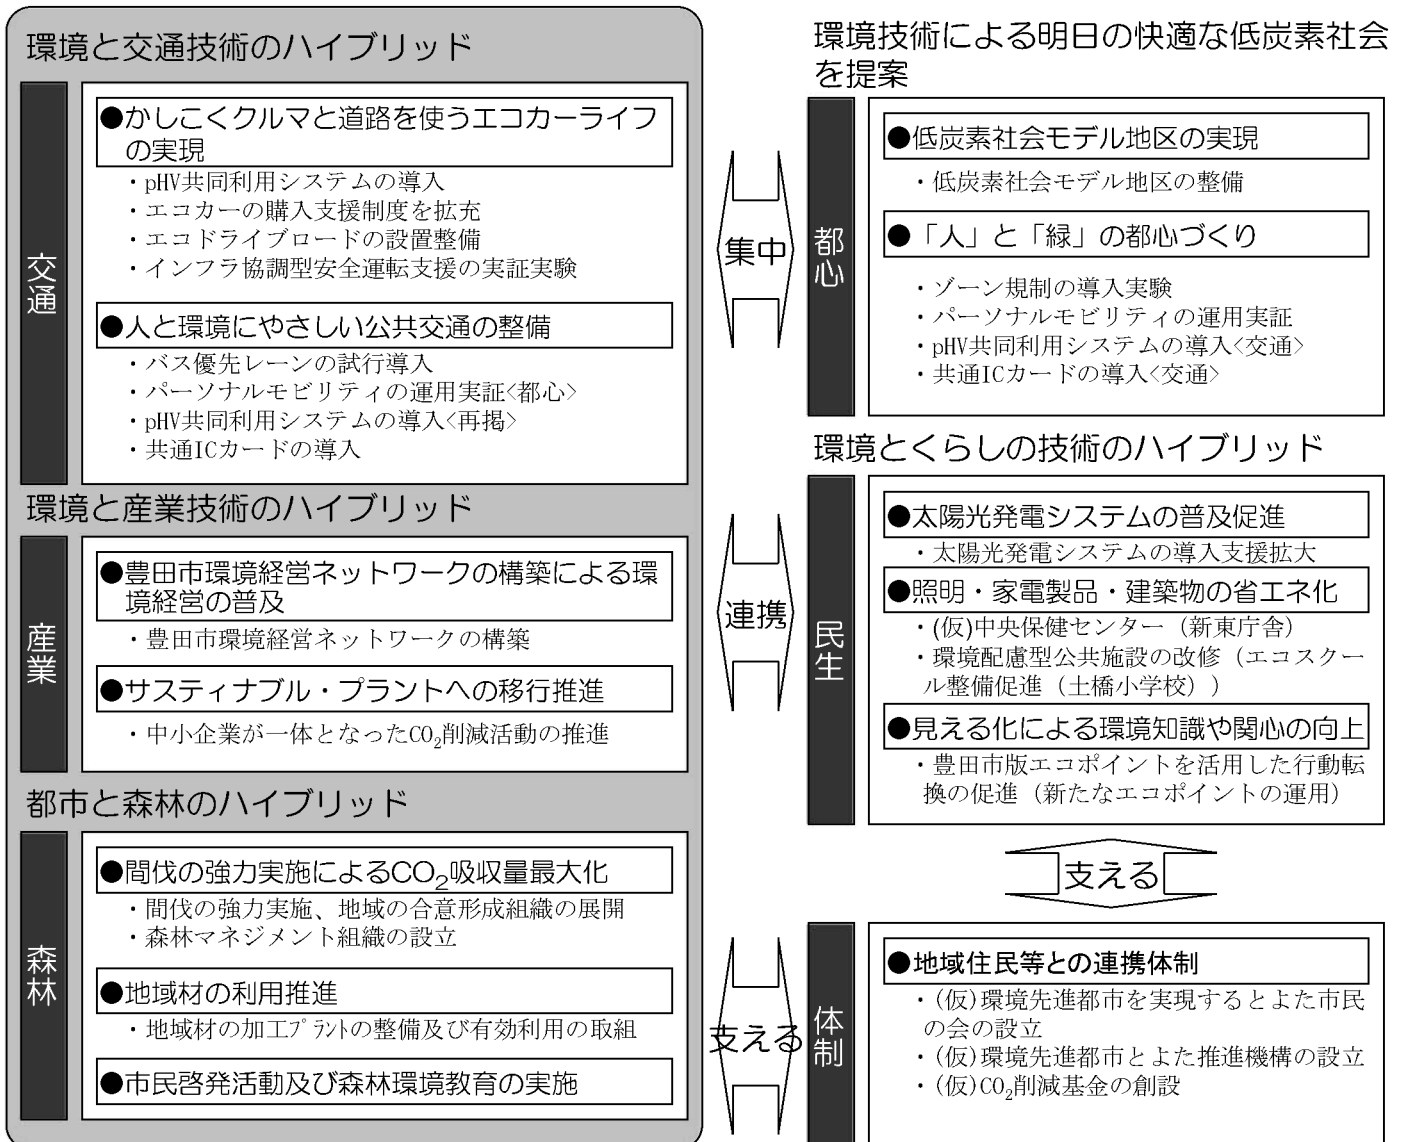 環境と交通技術のハイブリッド
交通
●かしこくクルマと道路を使うエコカーライフ
の実現
・pHV共同利用システムの導入
・エコカーの購入支援制度を拡充
・エコドライブロードの設置整備
・インフラ協調型安全運転支援の実証実験
●人と環境にやさしい公共交通の整備
・バス優先レーンの試行導入
・パーソナルモビリティの運用実証<都心>
・pHV共同利用システムの導入<再掲>
・共通ICカードの導入
環境と産業技術のハイブリッド
産業
●豊田市環境経営ネットワークの構築による環
境経営の普及
・豊田市環境経営ネットワークの構築
●サスティナブル・プラントへの移行推進
・中小企業が一体となったCO₂削減活動の推進
都市と森林のハイブリッド
森林
●間伐の強力実施によるCO₂吸収量最大化
・間伐の強力実施、地域の合意形成組織の展開
・森林マネジメント組織の設立
●地域材の利用推進
・地域材の加工プラントの整備及び有効利用の取組
●市民啓発活動及び森林環境教育の実施
集中
連携
支える
環境技術による明日の快適な低炭素社会
を提案
都心
●低炭素社会モデル地区の実現
・低炭素社会モデル地区の整備
●「人」と「緑」の都心づくり
・ゾーン規制の導入実験
・パーソナルモビリティの運用実証
・pHV共同利用システムの導入<交通>
・共通ICカードの導入<交通>
環境とくらしの技術のハイブリッド
民生
●太陽光発電システムの普及促進
・太陽光発電システムの導入支援拡大
●照明・家電製品・建築物の省エネ化
・(仮)中央保健センター（新東庁舎）
・環境配慮型公共施設の改修（エコスクー
ル整備促進（土橋小学校））
●見える化による環境知識や関心の向上
・豊田市版エコポイントを活用した行動転
換の促進（新たなエコポイントの運用）
支える
体制
●地域住民等との連携体制
・(仮)環境先進都市を実現するとよた市民
の会の設立
・(仮)環境先進都市とよた推進機構の設立
・(仮)CO₂削減基金の創設